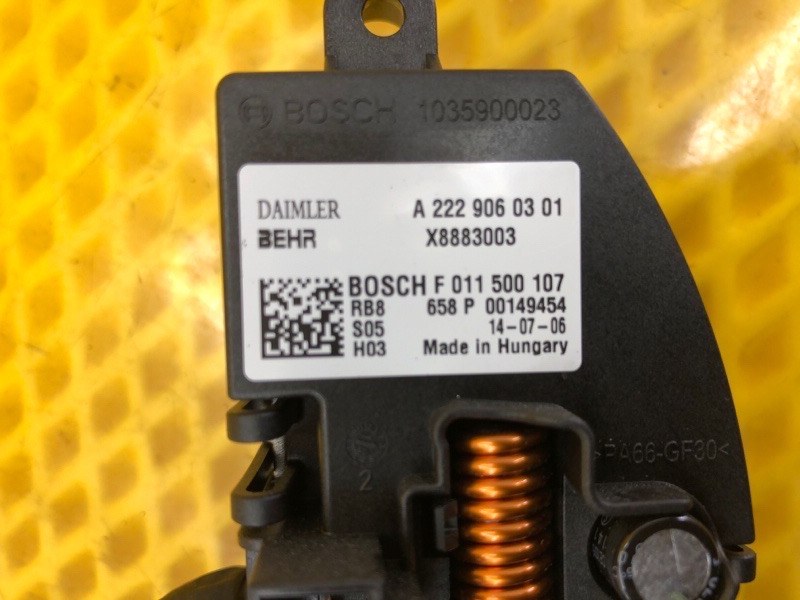 BOSCH 1035900023
DAIMLER A 222 906 03 01
BEHR X8883003
BOSCH F 011 500 107
RB8 658 P 00149454
S05 14-07-06
H03 Made in Hungary
>PA66-GF30<
2